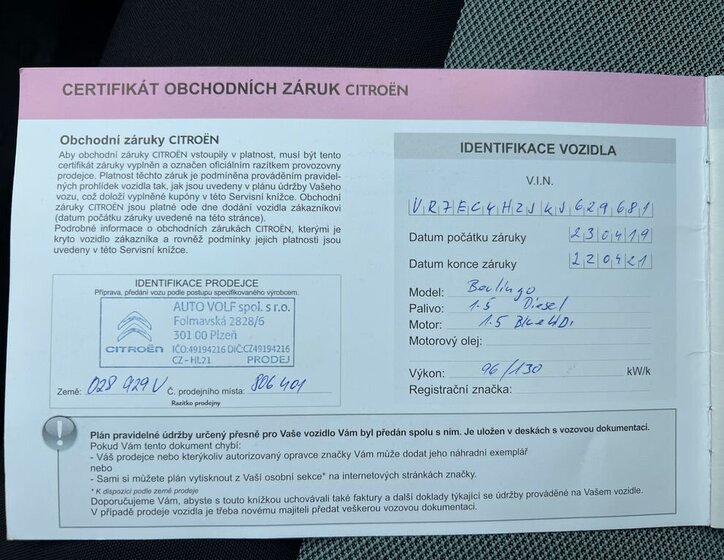 CERTIFIKÁT OBCHODNÍCH ZÁRUK CITROËN
Obchodní záruky CITROËN
Aby obchodní záruky CITROËN vstoupily v platnost, musí být tento
certifikát záruky vyplněn a označen oficiálním razítkem provozovny
prodejce. Platnost těchto záruk je podmíněna prováděním pravidel-
ných prohlídek vozidla tak, jak jsou uvedeny v plánu údržby Vašeho
vozu, což doloží vyplněné kupóny v této Servisní knížce. Obchodní
záruky CITROËN jsou platné ode dne dodání vozidla zákazníkovi
(datum počátku záruky uvedené na této stránce).
Podrobné informace o obchodních zárukách CITROËN, kterými je
kryto vozidlo zákazníka a rovněž podmínky jejich platnosti jsou
uvedeny v této Servisní knížce.
IDENTIFIKACE PRODEJCE
Příprava, předání vozu podle postupu specifikovaného výrobcem.
AUTO VOLF spol. s r.o.
Folmavská 2828/6
301 00 Plzeň
CITROËN
IČO:49194216 DIČ:CZ49194216
CZ-HL21 PRODEJ
Země: 028 929V Č. prodejního místa: 806401
Razítko prodejny
IDENTIFIKACE VOZIDLA
V.I.N.
VR7EC4HZJKJ629681
Datum počátku záruky 230419
Datum konce záruky 220421
Model: Berlingo
Palivo: 1.5 Diesel
Motor: 1.5 BlueHDi
Motorový olej:
Výkon: 96/130 kW/k
Registrační značka:
Plán pravidelné údržby určený přesně pro Vaše vozidlo Vám byl předán spolu s ním. Je uložen v deskách s vozovou dokumentací.
Pokud Vám tento dokument chybí:
- Váš prodejce nebo kterýkoliv autorizovaný opravce značky Vám může dodat jeho náhradní exemplář
nebo
- Sami si můžete plán vytisknout z Vaší osobní sekce* na internetových stránkách značky.
* K dispozici podle země prodeje
Doporučujeme Vám, abyste s touto knížkou uchovávali také faktury a další doklady týkající se údržby prováděné na Vašem vozidle.
V případě prodeje vozidla je třeba novému majiteli předat veškerou vozovou dokumentaci.